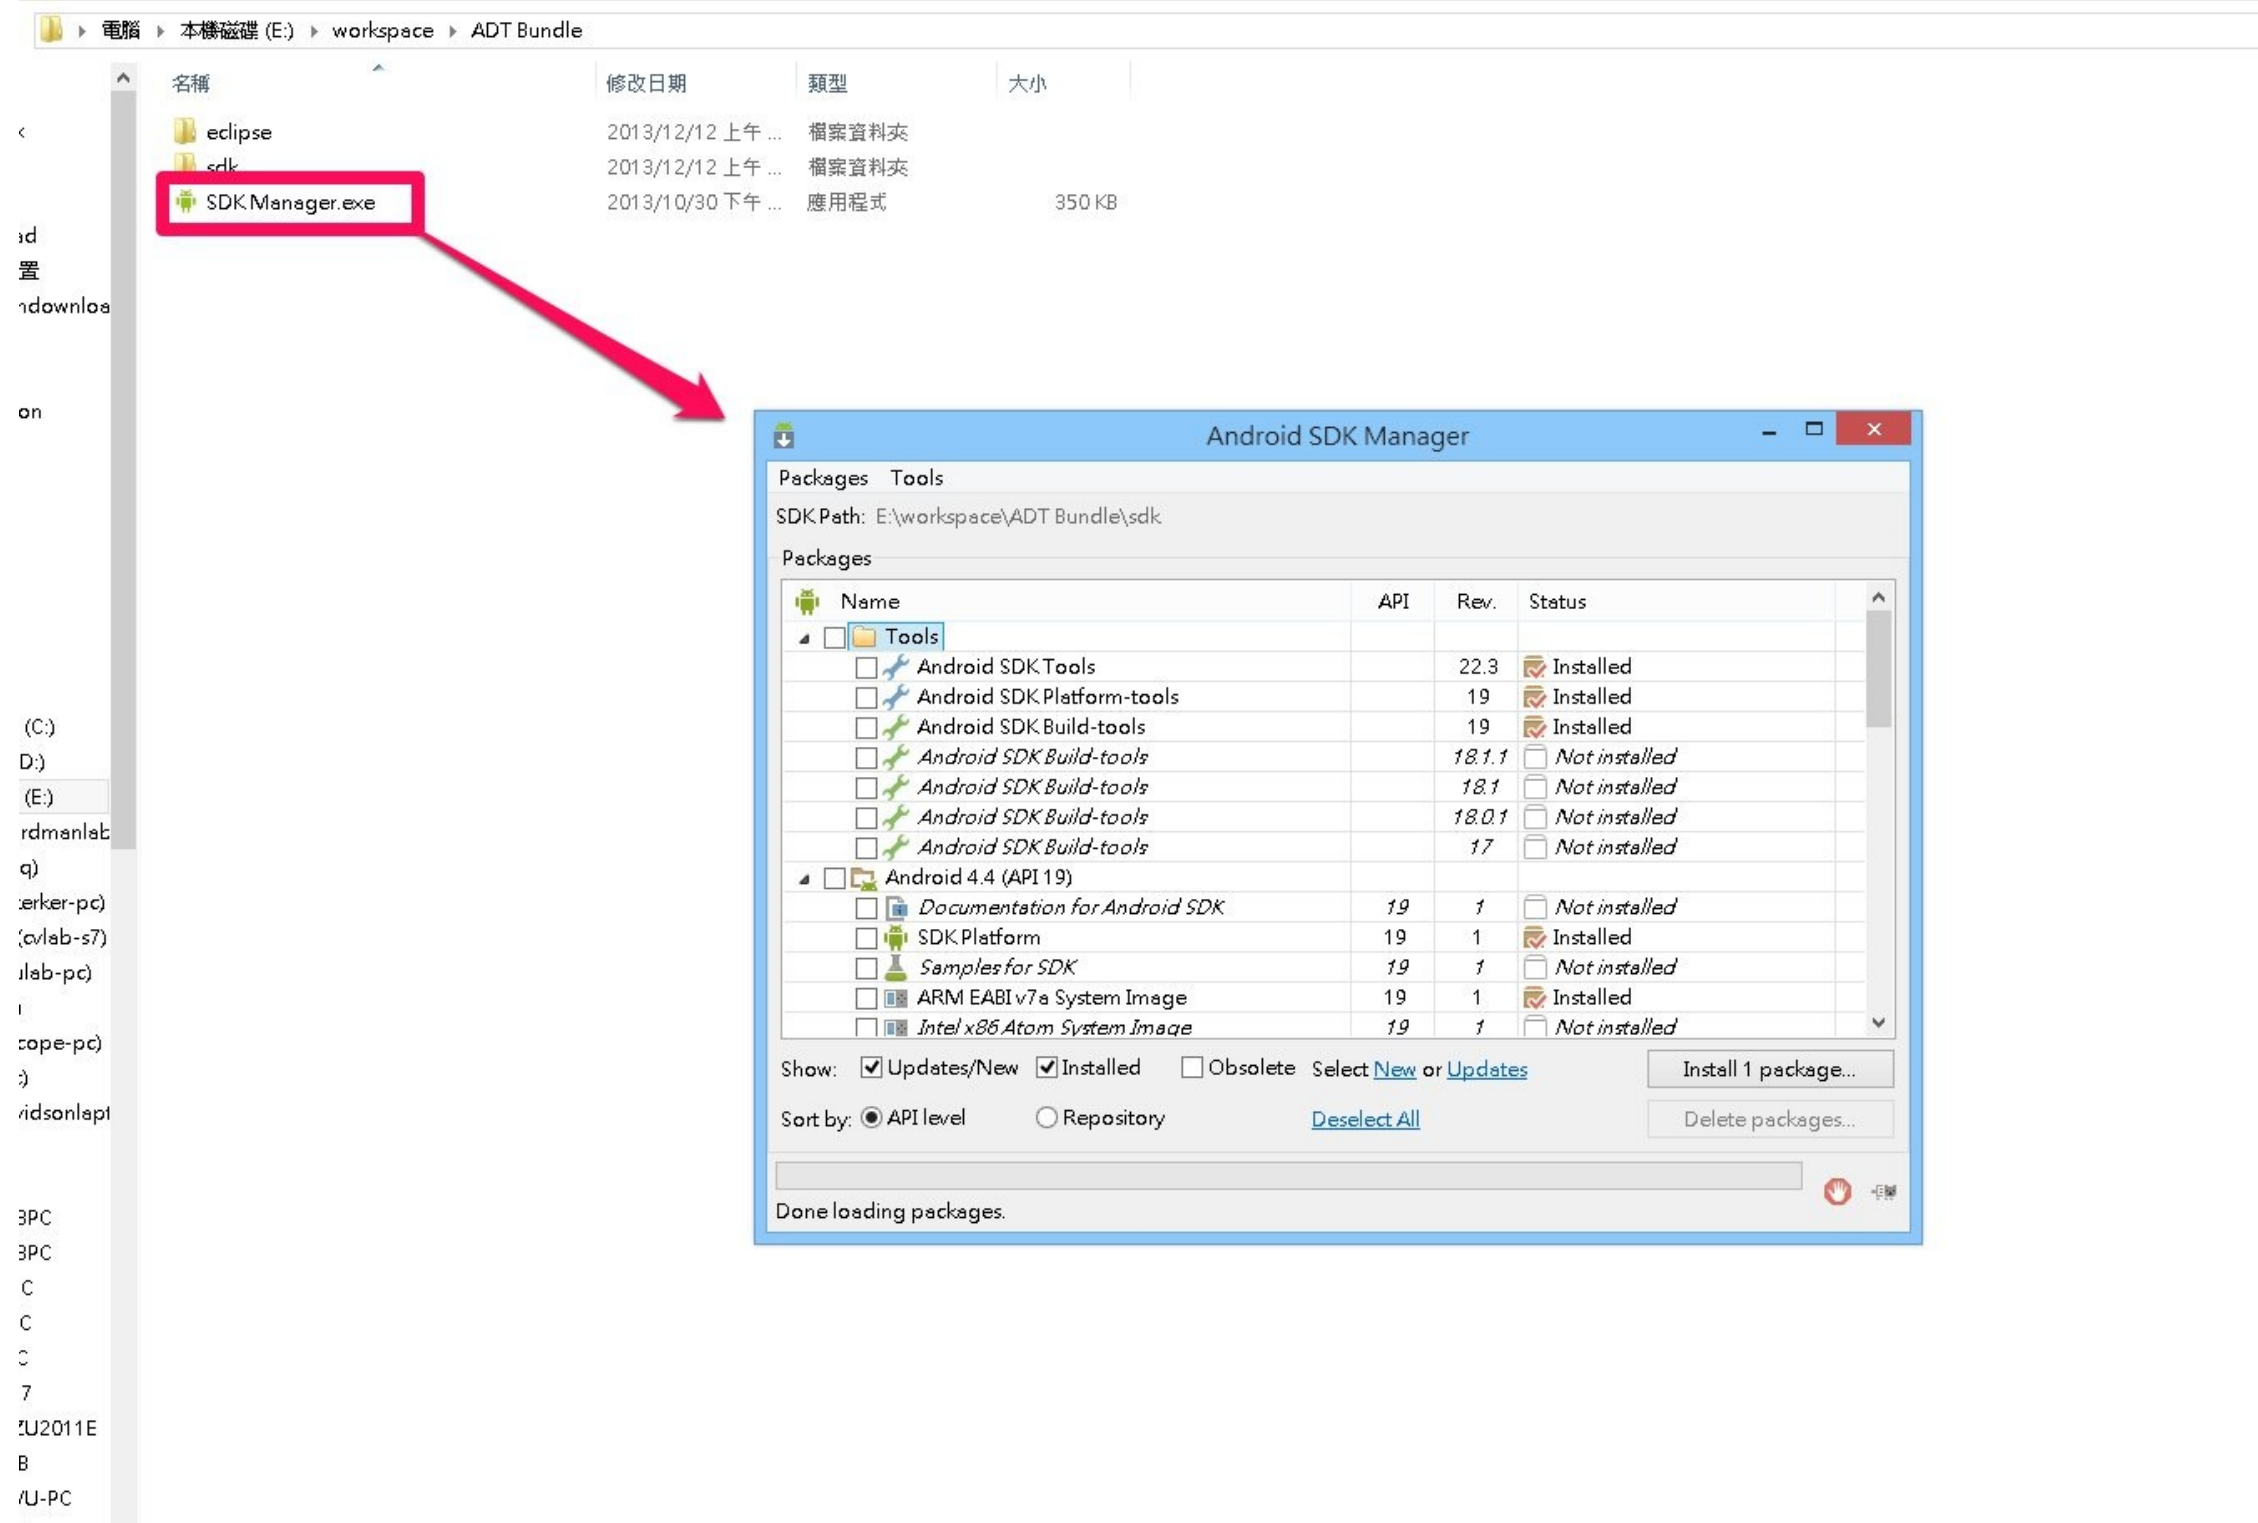 電腦 本機磁碟 (E:) workspace ADT Bundle
名稱 修改日期 類型 大小
eclipse 2013/12/12 上午 ... 檔案資料夾
sdk 2013/12/12 上午 ... 檔案資料夾
SDK Manager.exe 2013/10/30 下午 ... 應用程式 350 KB
ad
置
ndownloa
on
(C:)
D:)
(E:)
rdmanlab
q)
terker-pc)
(cvlab-s7)
ulab-pc)
cope-pc)
vidsonlapt
BPC
BPC
C
C
C
7
ZU2011E
B
VU-PC
Android SDK Manager
Packages Tools
SDK Path: E:\workspace\ADT Bundle\sdk
Packages
Name API Rev. Status
Tools
Android SDK Tools 22.3 Installed
Android SDK Platform-tools 19 Installed
Android SDK Build-tools 19 Installed
Android SDK Build-tools 18.1.1 Not installed
Android SDK Build-tools 18.1 Not installed
Android SDK Build-tools 18.0.1 Not installed
Android SDK Build-tools 17 Not installed
Android 4.4 (API 19)
Documentation for Android SDK 19 1 Not installed
SDK Platform 19 1 Installed
Samples for SDK 19 1 Not installed
ARM EABI v7a System Image 19 1 Installed
Intel x86 Atom System Image 19 1 Not installed
Show: Updates/New Installed Obsolete Select New or Updates Install 1 package...
Sort by: API level Repository Deselect All Delete packages...
Done loading packages.